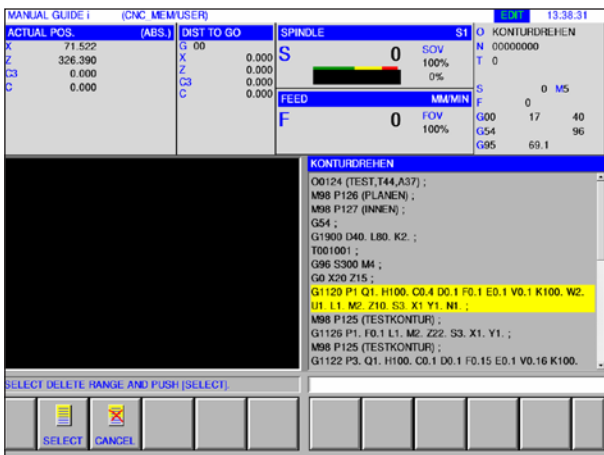 MANUAL GUIDE i (CNC_MEM/USER) EDIT 13:38:31
ACTUAL POS. (ABS.)
X 71.522
Z 326.390
C3 0.000
C 0.000
DIST TO GO
G 00
X 0.000
Z 0.000
C3 0.000
C 0.000
SPINDLE S1
S 0 SOV
100%
0%
FEED MM/MIN
F 0 FOV
100%
O KONTURDREHEN
N 00000000
T 0
S 0 M5
F 0
G00 17 40
G54 96
G95 69.1
KONTURDREHEN
O0124 (TEST,T44,A37) ;
M98 P126 (PLANEN) ;
M98 P127 (INNEN) ;
G54 ;
G1900 D40. L80. K2. ;
T001001 ;
G96 S300 M4 ;
G0 X20 Z15 ;
G1120 P1 Q1. H100. C0.4 D0.1 F0.1 E0.1 V0.1 K100. W2.
U1. L1. M2. Z10. S3. X1 Y1. N1. ;
M98 P125 (TESTKONTUR) ;
G1126 P1. F0.1 L1. M2. Z22. S3. X1. Y1. ;
M98 P125 (TESTKONTUR) ;
G1122 P3. Q1. H100. C0.1 D0.1 F0.15 E0.1 V0.16 K100.
SELECT DELETE RANGE AND PUSH [SELECT].
SELECT CANCEL